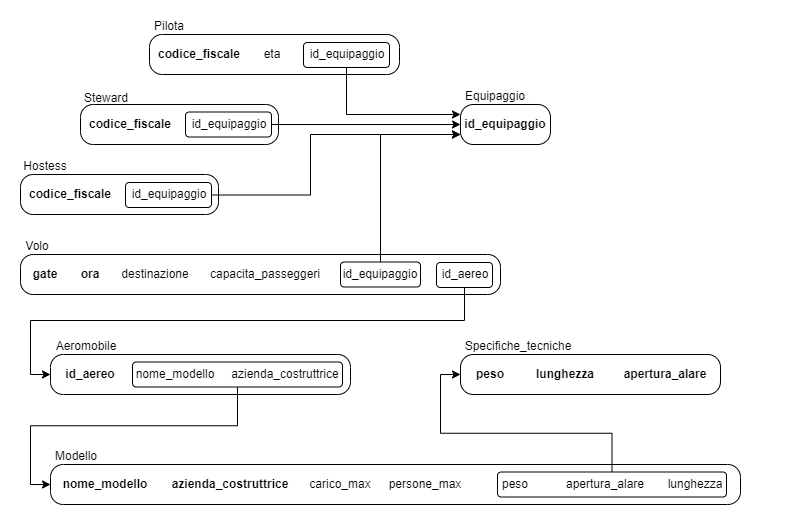 Pilota
codice_fiscale eta id_equipaggio
Steward
codice_fiscale id_equipaggio
Equipaggio
id_equipaggio
Hostess
codice_fiscale id_equipaggio
Volo
gate ora destinazione capacita_passeggeri id_equipaggio id_aereo
Aeromobile
id_aereo nome_modello azienda_costruttrice
Specifiche_tecniche
peso lunghezza apertura_alare
Modello
nome_modello azienda_costruttrice carico_max persone_max peso apertura_alare lunghezza